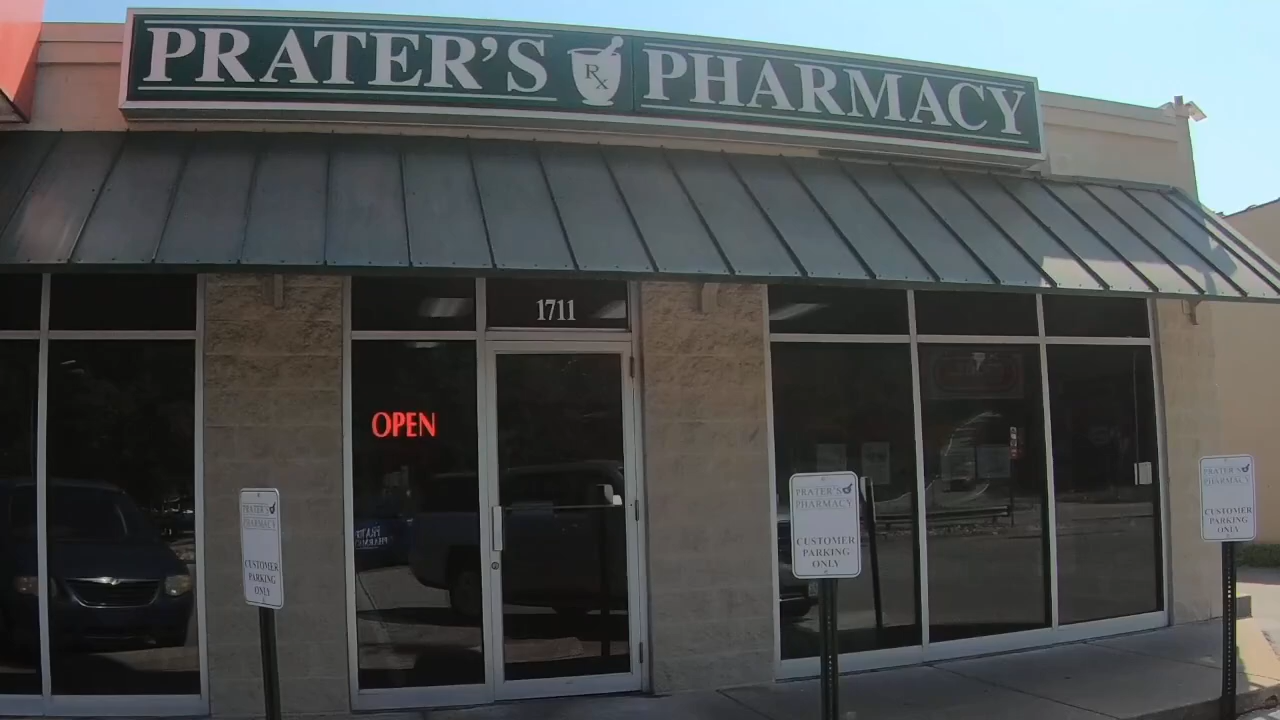 PRATER'S Rx PHARMACY
1711
OPEN
PRATER'S
PHARMACY
CUSTOMER
PARKING
ONLY
PRATER'S
PHARMACY
CUSTOMER
PARKING
ONLY
PRATER'S
PHARMACY
CUSTOMER
PARKING
ONLY